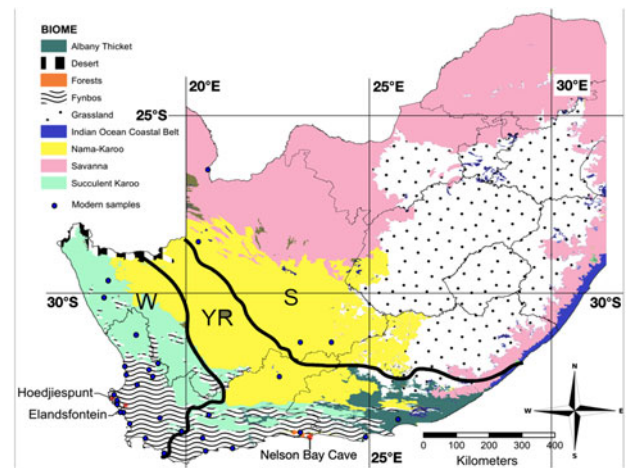 BIOME
Albany Thicket
Desert
Forests
Fynbos
Grassland
Indian Ocean Coastal Belt
Nama-Karoo
Savanna
Succulent Karoo
Modern samples
20°E
25°E
30°E
25°S
30°S
30°S
W
YR
S
Hoedjiespunt
Elandsfontein
Nelson Bay Cave
25°E
N
W
E
S
0 100 200 300 400
Kilometers